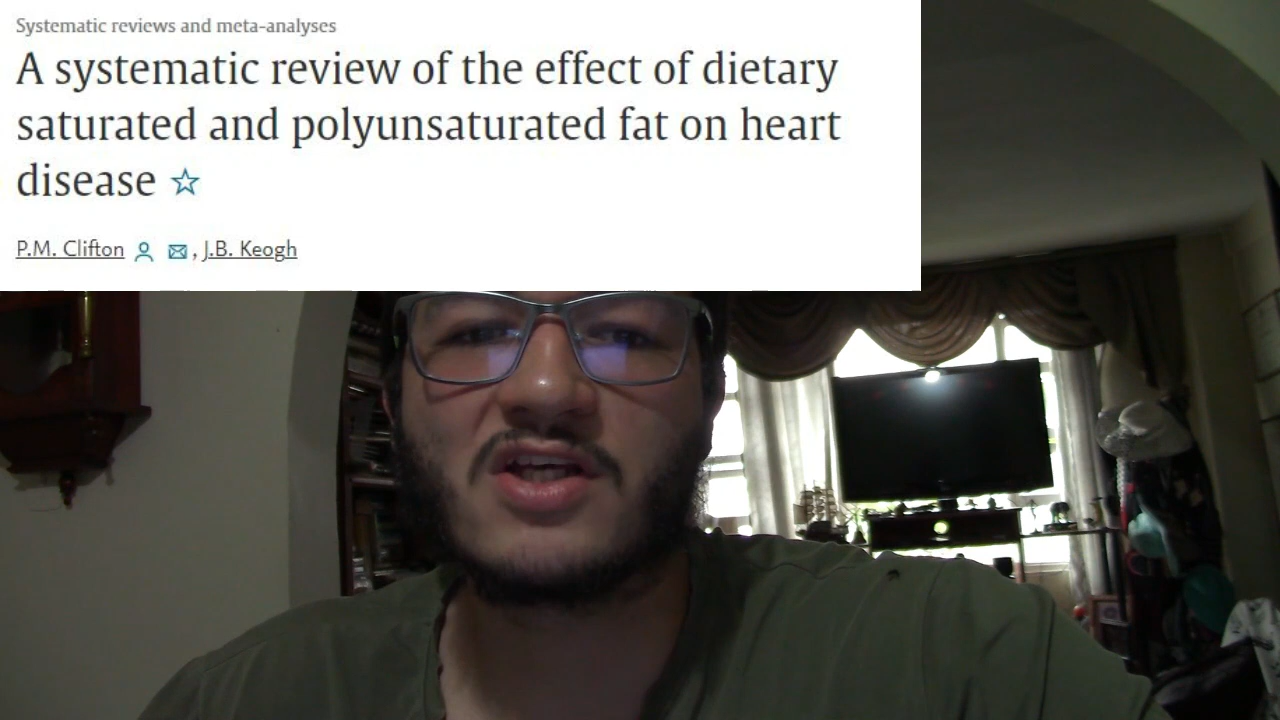 Systematic reviews and meta-analyses
A systematic review of the effect of dietary
saturated and polyunsaturated fat on heart
disease
P.M. Clifton , J.B. Keogh